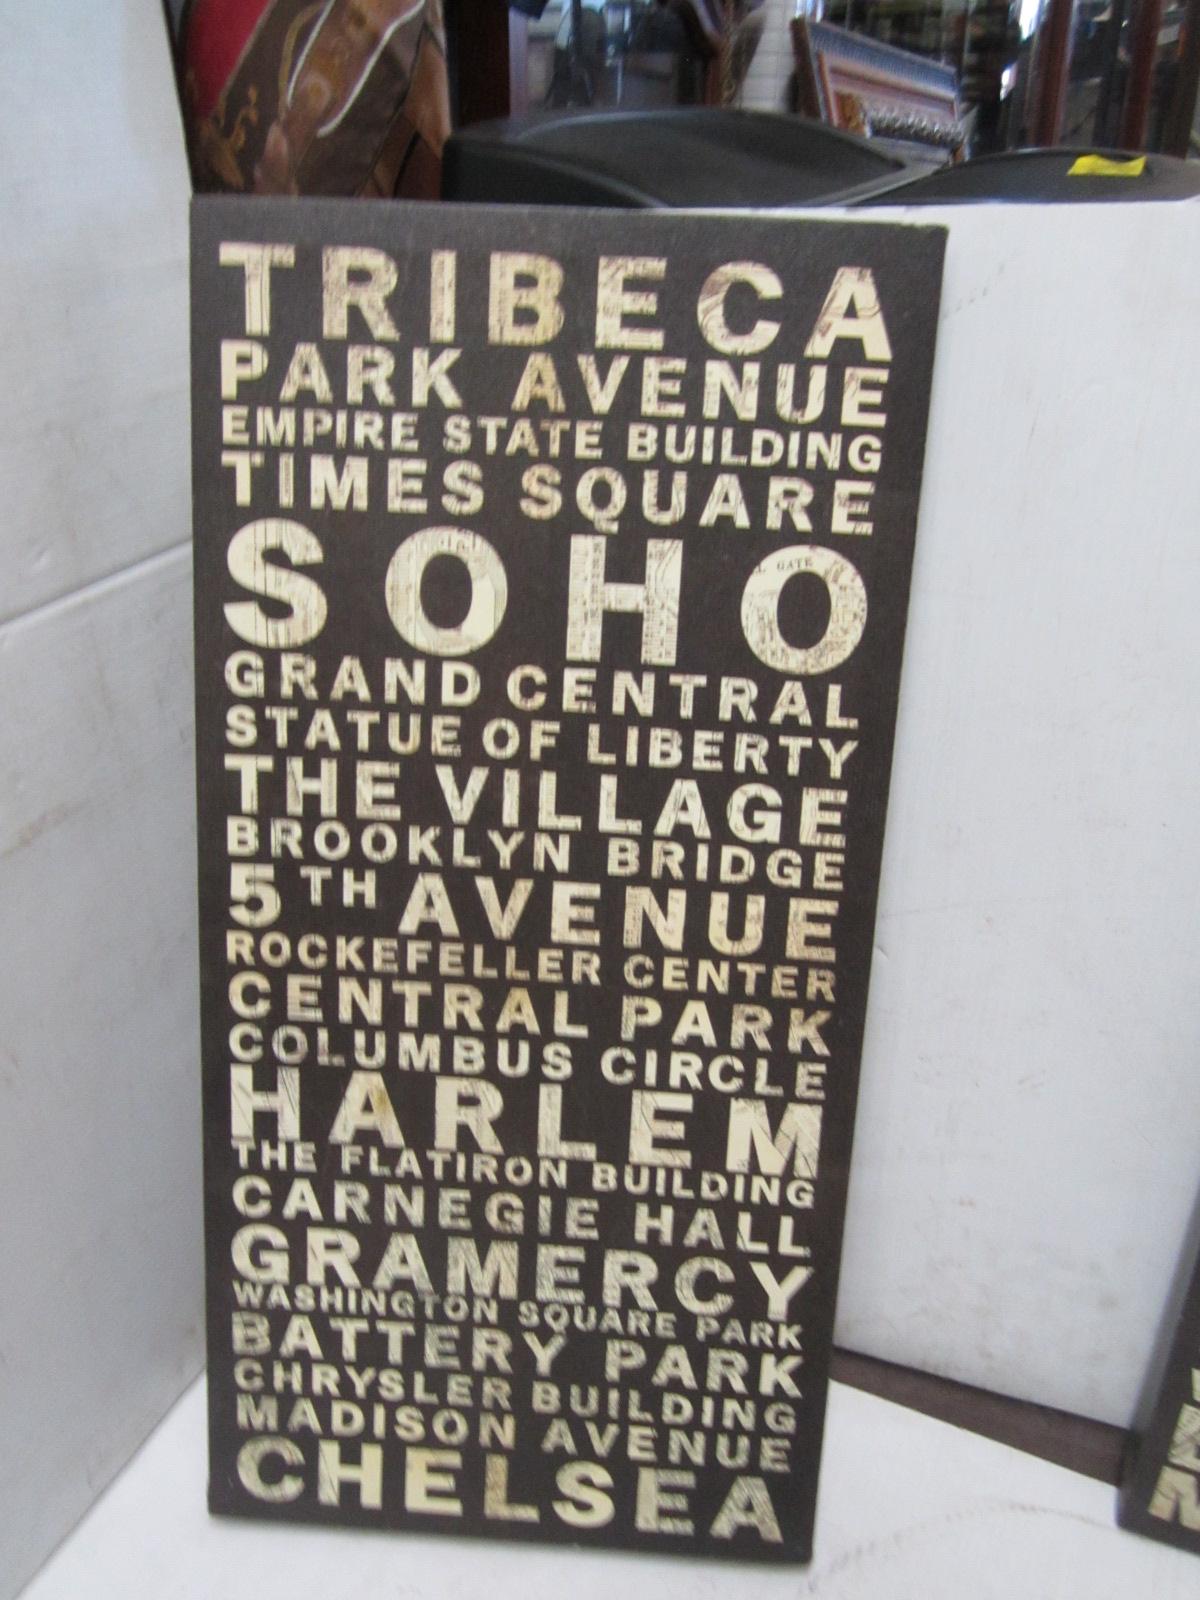 TRIBECA
PARK AVENUE
EMPIRE STATE BUILDING
TIMES SQUARE
SOHO
GATE
GRAND CENTRAL
STATUE OF LIBERTY
THE VILLAGE
BROOKLYN BRIDGE
5TH AVENUE
ROCKEFELLER CENTER
CENTRAL PARK
COLUMBUS CIRCLE
HARLEM
THE FLATIRON BUILDING
CARNEGIE HALL
GRAMERCY
WASHINGTON SQUARE PARK
BATTERY PARK
CHRYSLER BUILDING
MADISON AVENUE
CHELSEA